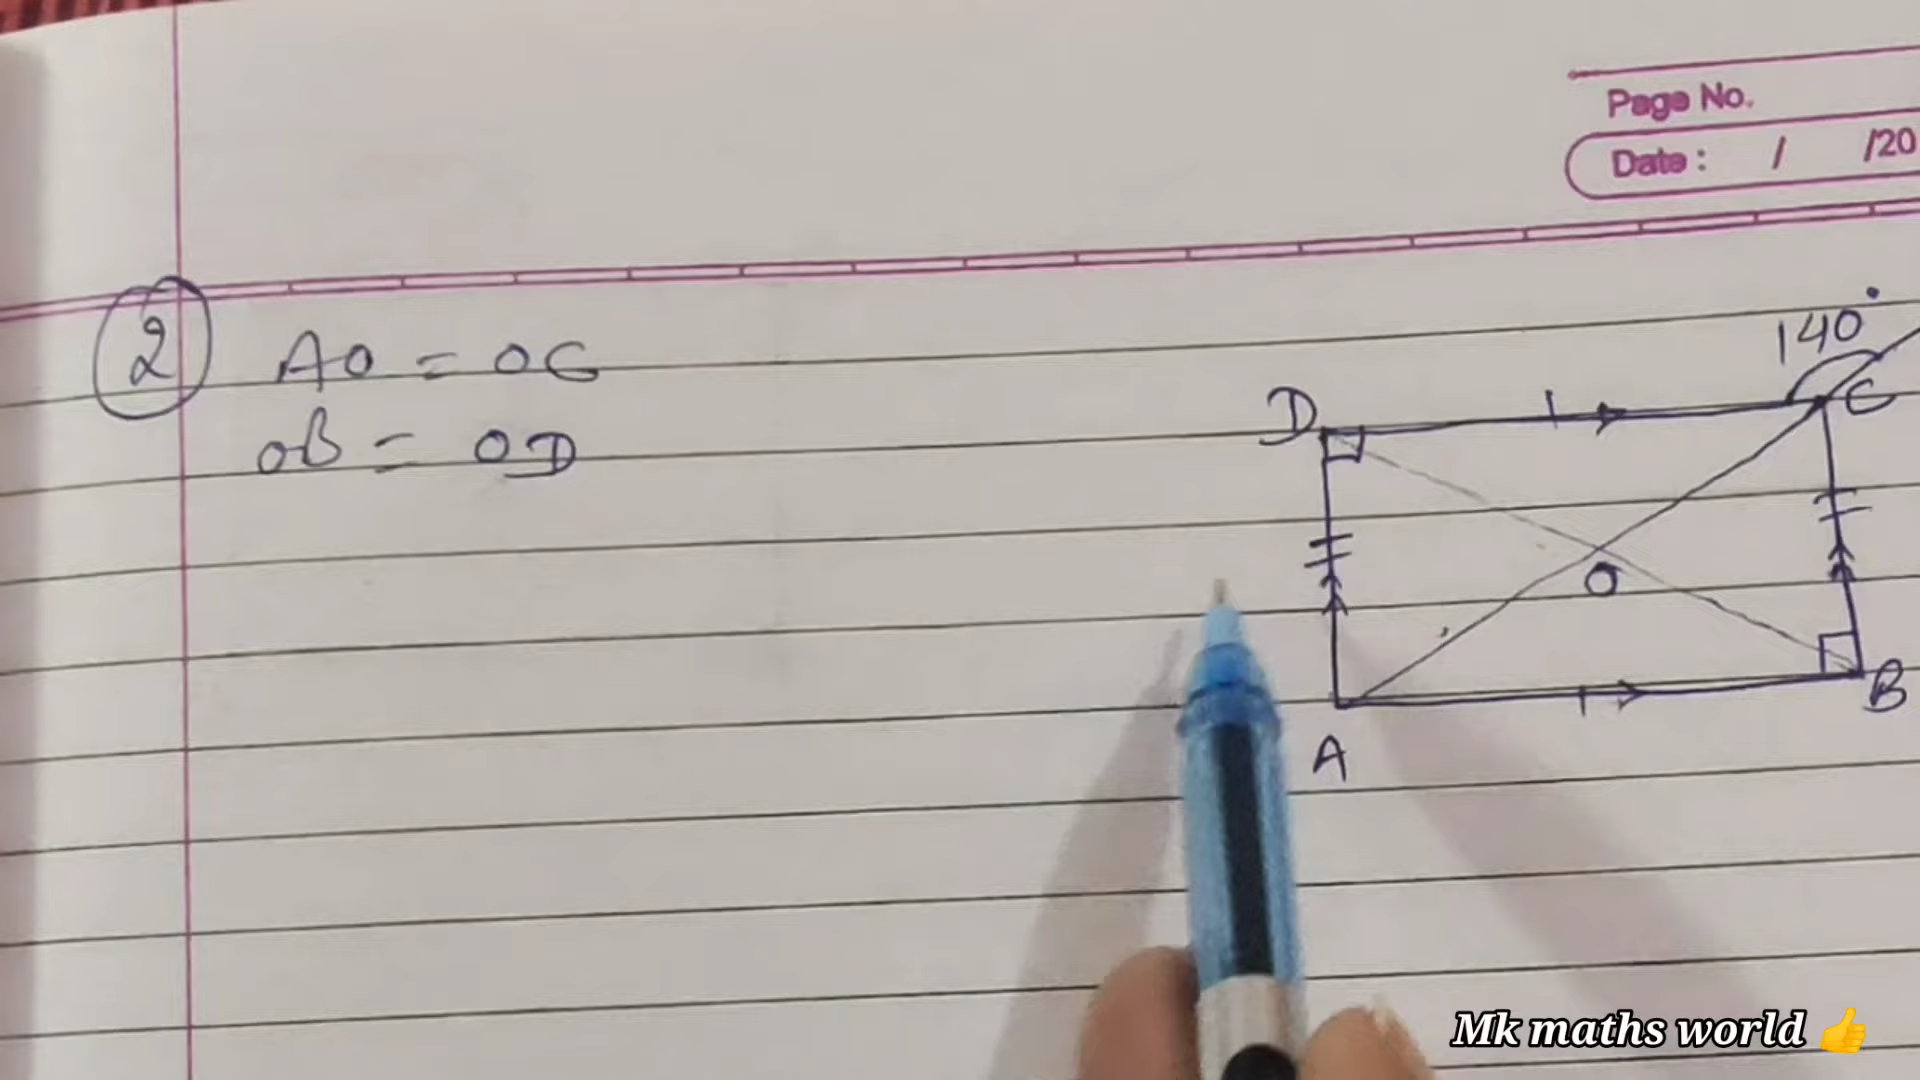 Page No.
Date : / /20
2 AO = OC
OB = OD
140°
D C
O
A B
Mk maths world 👍